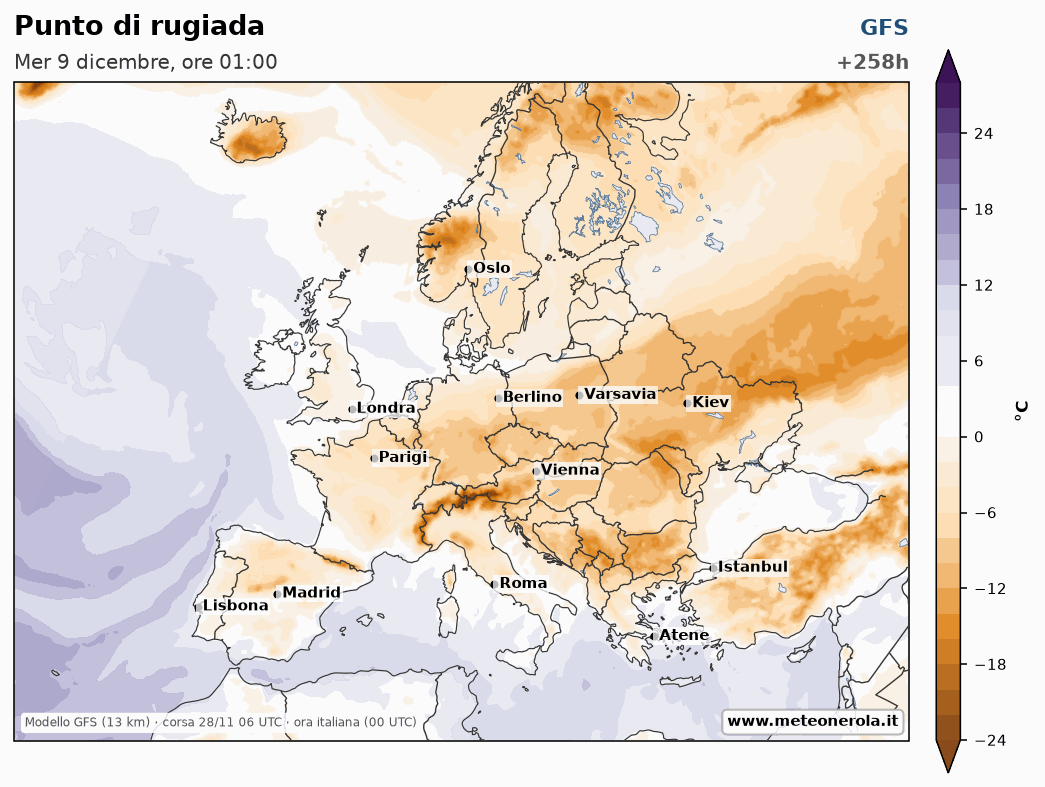 Punto di rugiada
GFS
Mer 9 dicembre, ore 01:00
+258h
24
18
12
6
0
−6
−12
−18
−24
°C
Oslo
Londra
Berlino
Varsavia
Kiev
Parigi
Vienna
Istanbul
Roma
Madrid
Lisbona
Atene
Modello GFS (13 km) · corsa 28/11 06 UTC · ora italiana (00 UTC)
www.meteonerola.it